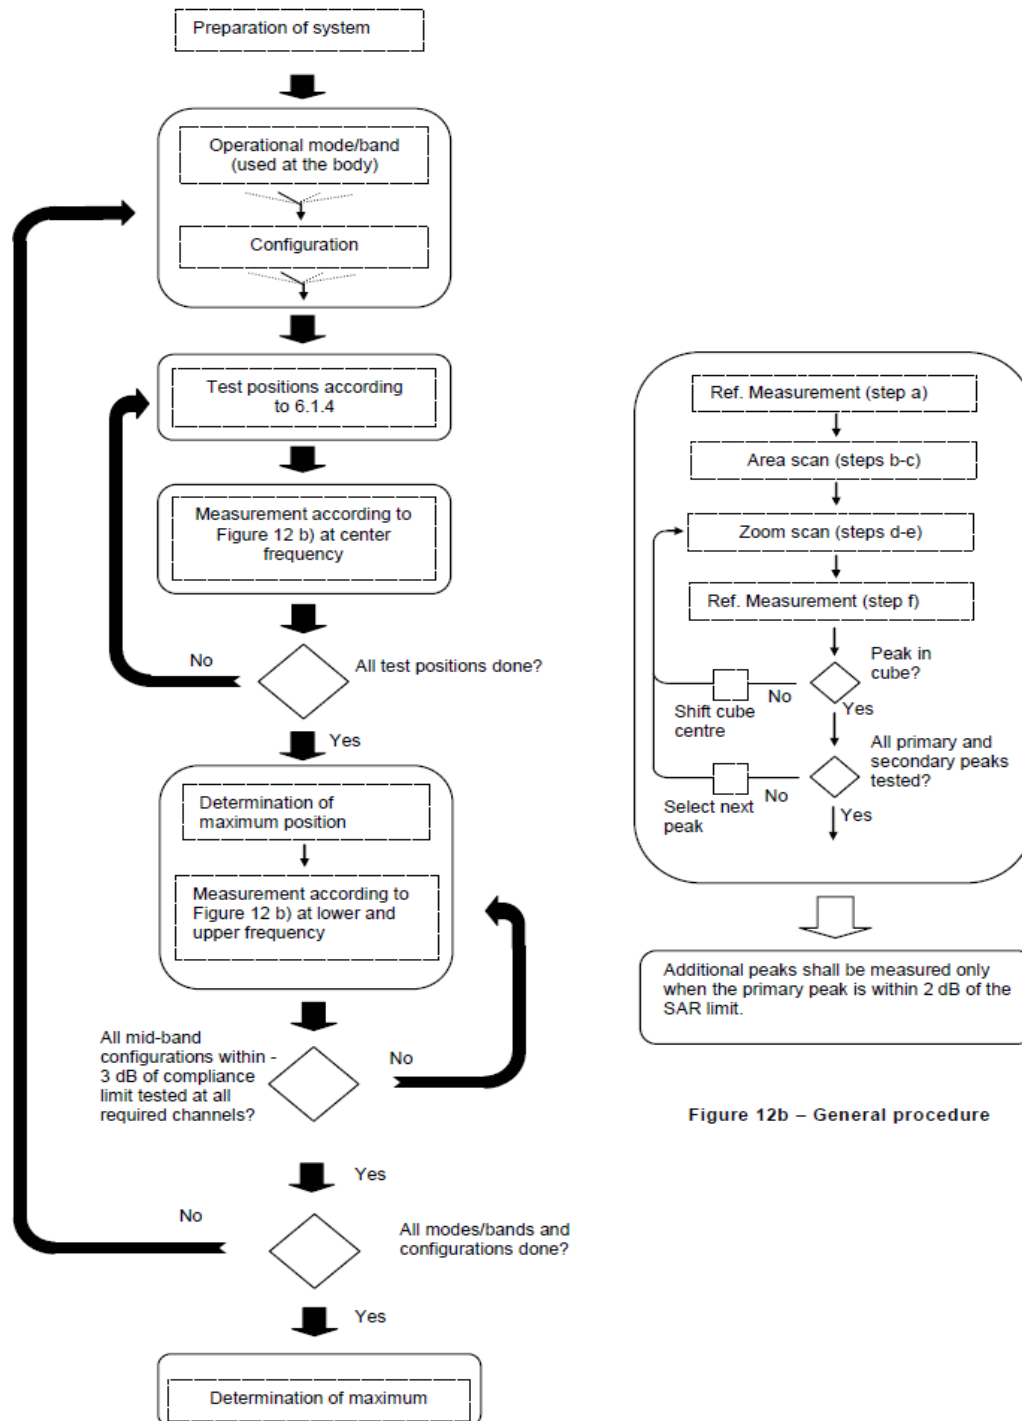 Preparation of system
Operational mode/band
(used at the body)
Configuration
Test positions according
to 6.1.4
Measurement according to
Figure 12 b) at center
frequency
No
All test positions done?
Yes
Determination of
maximum position
Measurement according to
Figure 12 b) at lower and
upper frequency
All mid-band
configurations within -
3 dB of compliance
limit tested at all
required channels?
No
Yes
No
All modes/bands and
configurations done?
Yes
Determination of maximum
Ref. Measurement (step a)
Area scan (steps b-c)
Zoom scan (steps d-e)
Ref. Measurement (step f)
Peak in
cube?
No
Shift cube
centre
Yes
All primary and
secondary peaks
tested?
No
Select next
peak
Yes
Additional peaks shall be measured only
when the primary peak is within 2 dB of the
SAR limit.
Figure 12b – General procedure